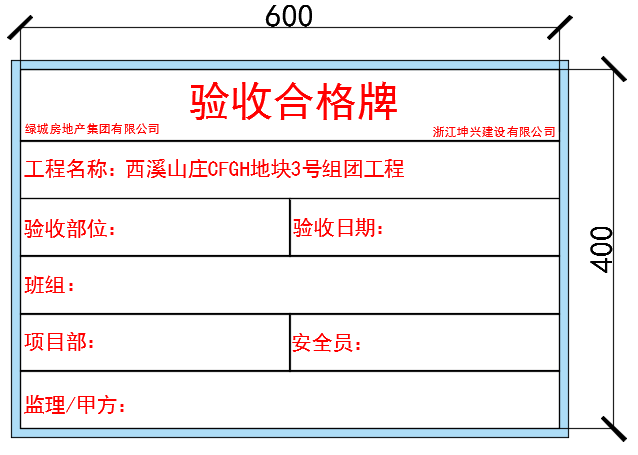 600
验收合格牌
绿城房地产集团有限公司
浙江坤兴建设有限公司
工程名称：西溪山庄CFGH地块3号组团工程
验收部位：
验收日期：
400
班组：
项目部：
安全员：
监理/甲方：